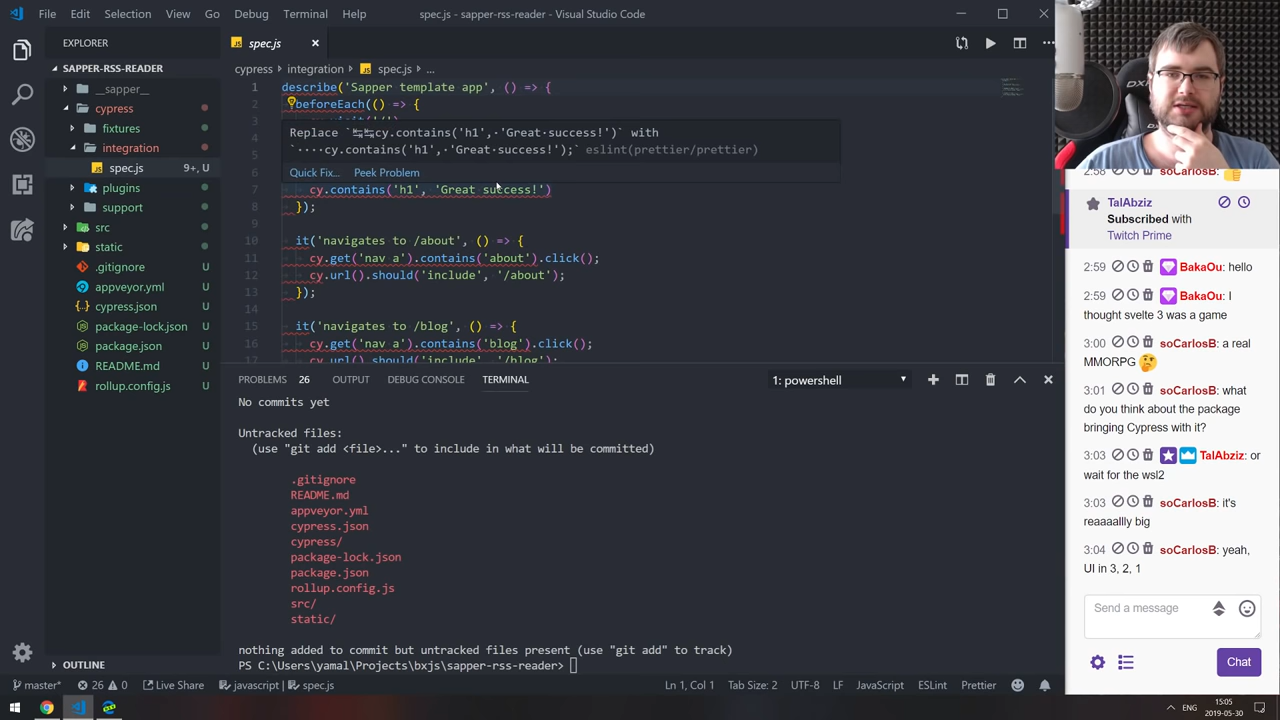 File Edit Selection View Go Debug Terminal Help
spec.js - sapper-rss-reader - Visual Studio Code
EXPLORER
SAPPER-RSS-READER
__sapper__
cypress
fixtures
integration
spec.js 9+, U
plugins
support
src
static
.gitignore U
appveyor.yml U
cypress.json U
package-lock.json U
package.json U
README.md U
rollup.config.js U
OUTLINE
spec.js
cypress integration spec.js ...
1 describe('Sapper template app', () => {
2 beforeEach(() => {
3
4
5
6
Replace `↹↹cy.contains('h1',·'Great·success!')` with
`····cy.contains('h1',·'Great·success!');` eslint(prettier/prettier)
Quick Fix... Peek Problem
7 cy.contains('h1', 'Great success!')
8 });
9
10 it('navigates to /about', () => {
11 cy.get('nav a').contains('about').click();
12 cy.url().should('include', '/about');
13 });
14
15 it('navigates to /blog', () => {
16 cy.get('nav a').contains('blog').click();
17 cy.url().should('include', '/blog');
PROBLEMS 26 OUTPUT DEBUG CONSOLE TERMINAL 1: powershell
No commits yet
Untracked files:
(use "git add <file>..." to include in what will be committed)
.gitignore
README.md
appveyor.yml
cypress.json
cypress/
package-lock.json
package.json
rollup.config.js
src/
static/
nothing added to commit but untracked files present (use "git add" to track)
PS C:\Users\yamal\Projects\bxjs\sapper-rss-reader>
master* 26 0 Live Share javascript | spec.js Ln 1, Col 1 Tab Size: 2 UTF-8 LF JavaScript ESLint Prettier
2:58 soCarlosB:
TalAbziz
Subscribed with
Twitch Prime
2:59 BakaOu: hello
2:59 BakaOu: I
thought svelte 3 was a game
3:00 soCarlosB: a real
MMORPG
3:01 soCarlosB: what
do you think about the package
bringing Cypress with it?
3:03 TalAbziz: or
wait for the wsl2
3:03 soCarlosB: it's
reaaaallly big
3:04 soCarlosB: yeah,
UI in 3, 2, 1
Send a message
Chat
ENG
15:05
2019-05-30